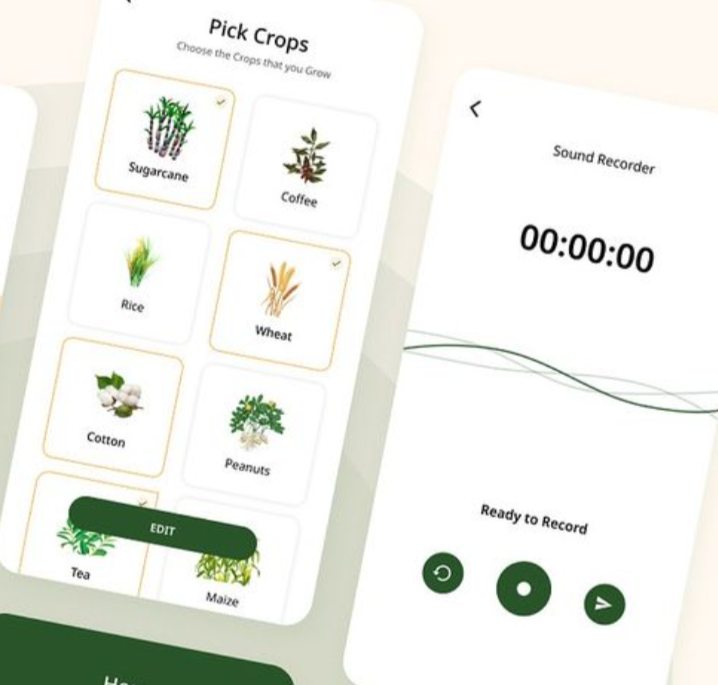 Pick Crops
Choose the Crops that you Grow
Sugarcane
Coffee
Rice
Wheat
Cotton
Peanuts
EDIT
Tea
Maize
Sound Recorder
00:00:00
Ready to Record